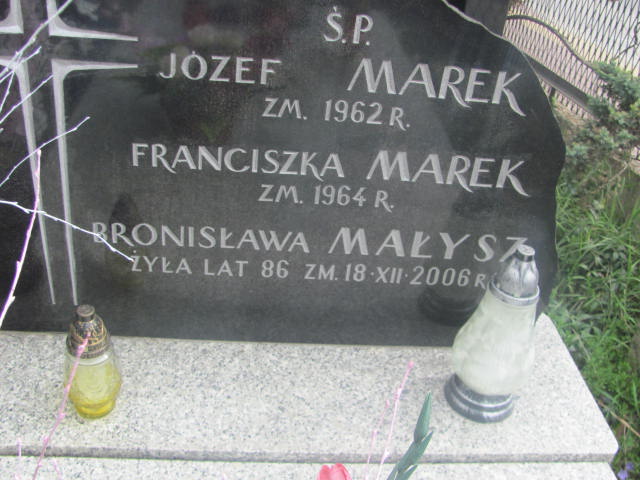 Ś.P.
JÓZEF MAREK
ZM. 1962 R.
FRANCISZKA MAREK
ZM. 1964 R.
BRONISŁAWA MAŁYSZ
ŻYŁA LAT 86 ZM. 18·XII·2006 R.